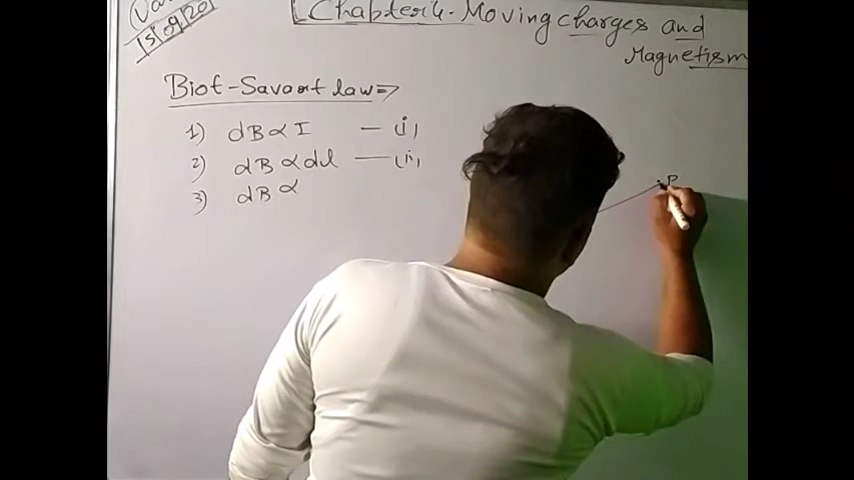 15/09/20
Chapter:4.- Moving charges and
Magnetism
Biot-Savart law ⇒
1) dB ∝ I — (i)
2) dB ∝ dl — (ii)
3) dB ∝
P